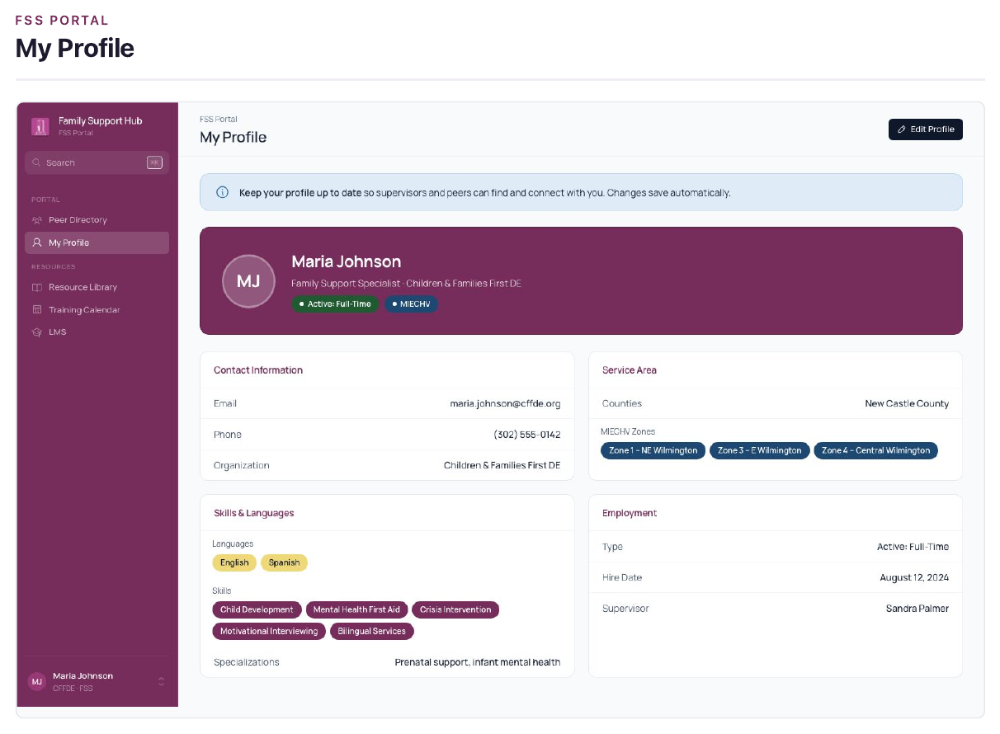 FSS PORTAL
My Profile
Family Support Hub
FSS Portal
Search
⌘K
PORTAL
Peer Directory
My Profile
RESOURCES
Resource Library
Training Calendar
LMS
MJ
Maria Johnson
CFFDE · FSS
FSS Portal
My Profile
Edit Profile
Keep your profile up to date so supervisors and peers can find and connect with you. Changes save automatically.
MJ
Maria Johnson
Family Support Specialist · Children & Families First DE
Active: Full-Time
MIECHV
Contact Information
Email maria.johnson@cffde.org
Phone (302) 555-0142
Organization Children & Families First DE
Service Area
Counties New Castle County
MIECHV Zones
Zone 1 – NE Wilmington Zone 3 – E Wilmington Zone 4 – Central Wilmington
Skills & Languages
Languages
English Spanish
Skills
Child Development Mental Health First Aid Crisis Intervention
Motivational Interviewing Bilingual Services
Specializations Prenatal support, infant mental health
Employment
Type Active: Full-Time
Hire Date August 12, 2024
Supervisor Sandra Palmer